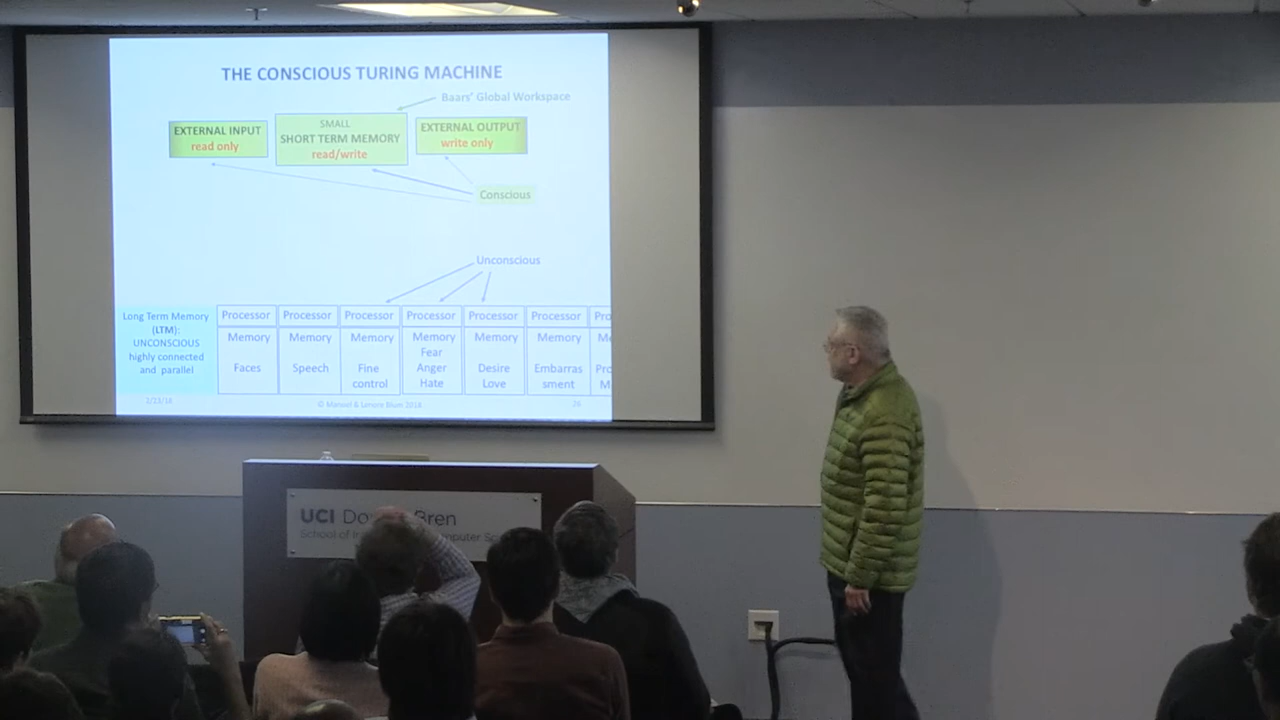 THE CONSCIOUS TURING MACHINE
Baars' Global Workspace
EXTERNAL INPUT
read only
SMALL
SHORT TERM MEMORY
read/write
EXTERNAL OUTPUT
write only
Conscious
Unconscious
Long Term Memory
(LTM):
UNCONSCIOUS
highly connected
and parallel
Processor Processor Processor Processor Processor Processor Pro
Memory
Faces
Memory
Speech
Memory
Fine
control
Memory
Fear
Anger
Hate
Memory
Desire
Love
Memory
Embarras
sment
© Manuel & Lenore Blum 2018
26
UCI Bren
School of